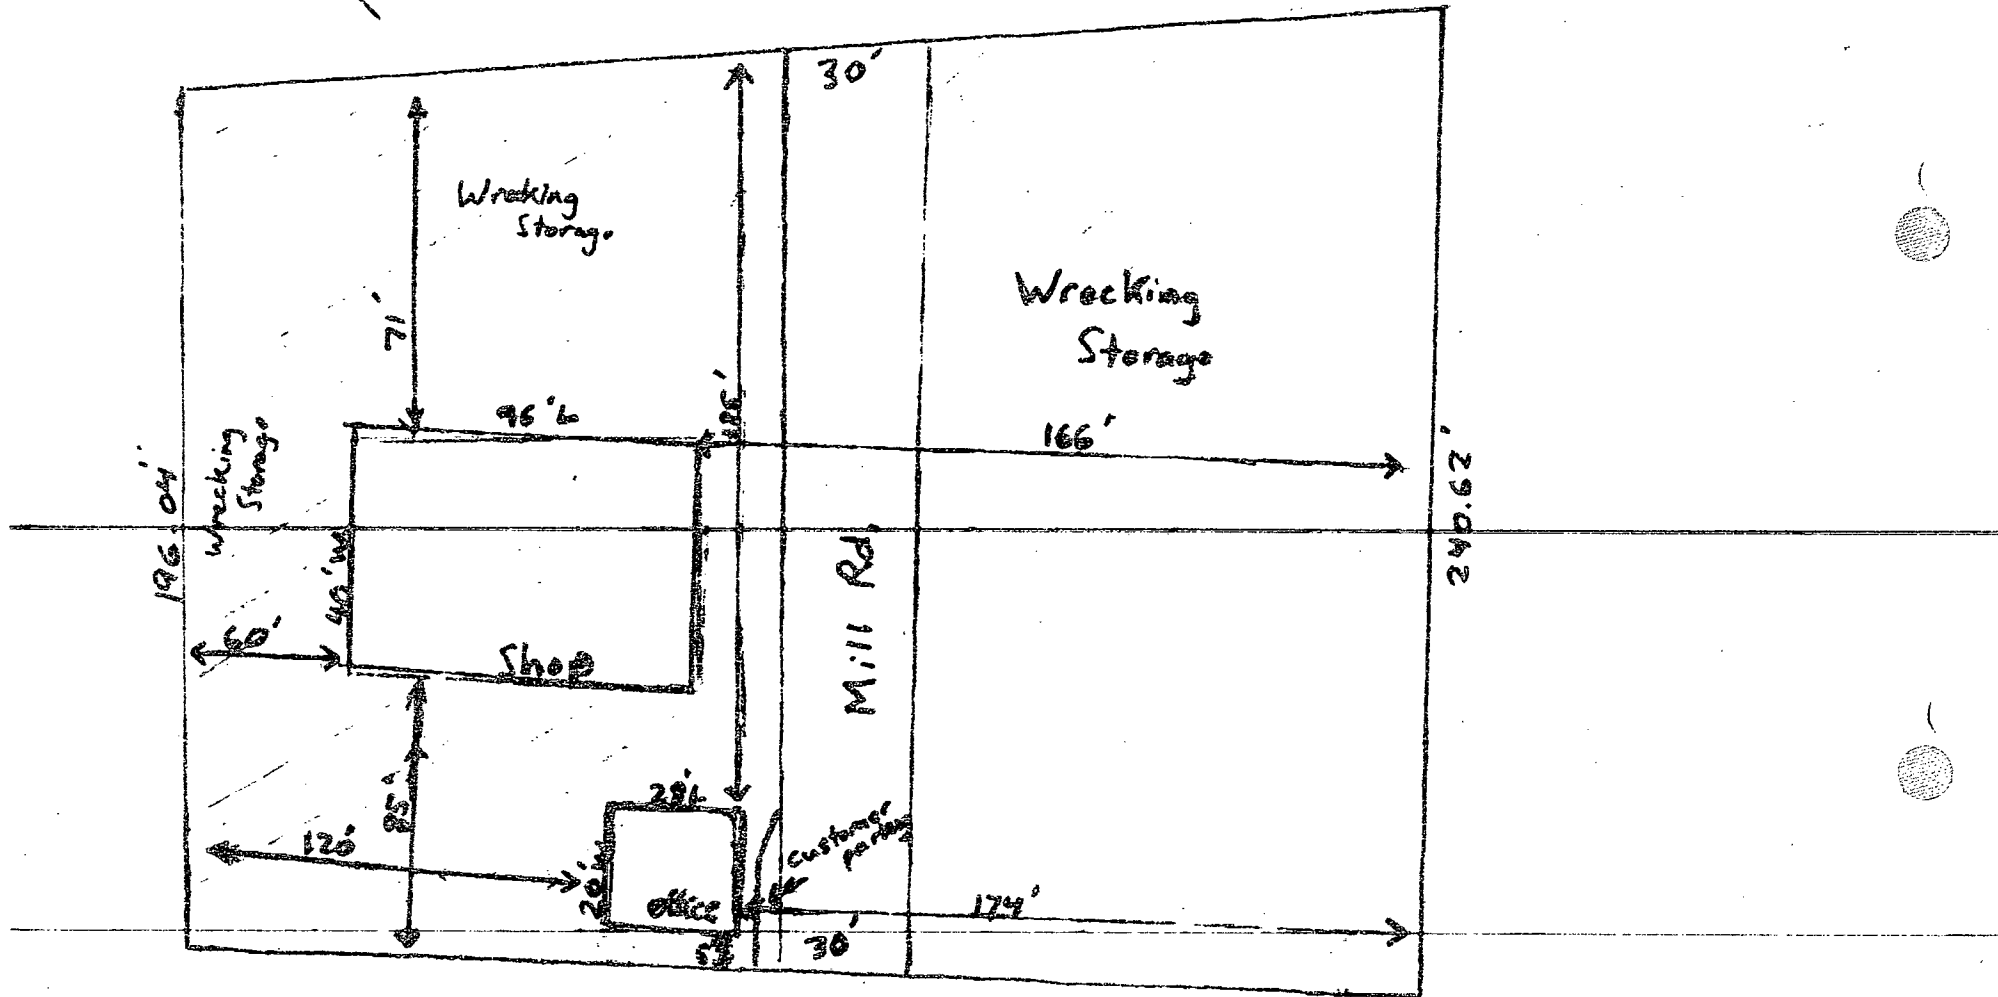 30'
Wrecking
Storage
Wrecking
Storage
71'
96'L
166'
Wrecking
Storage
196.04'
240.62'
40'W
60'
Shop
Mill Rd.
85'
28'L
120'
20'W
office
customer
parking
174'
30'